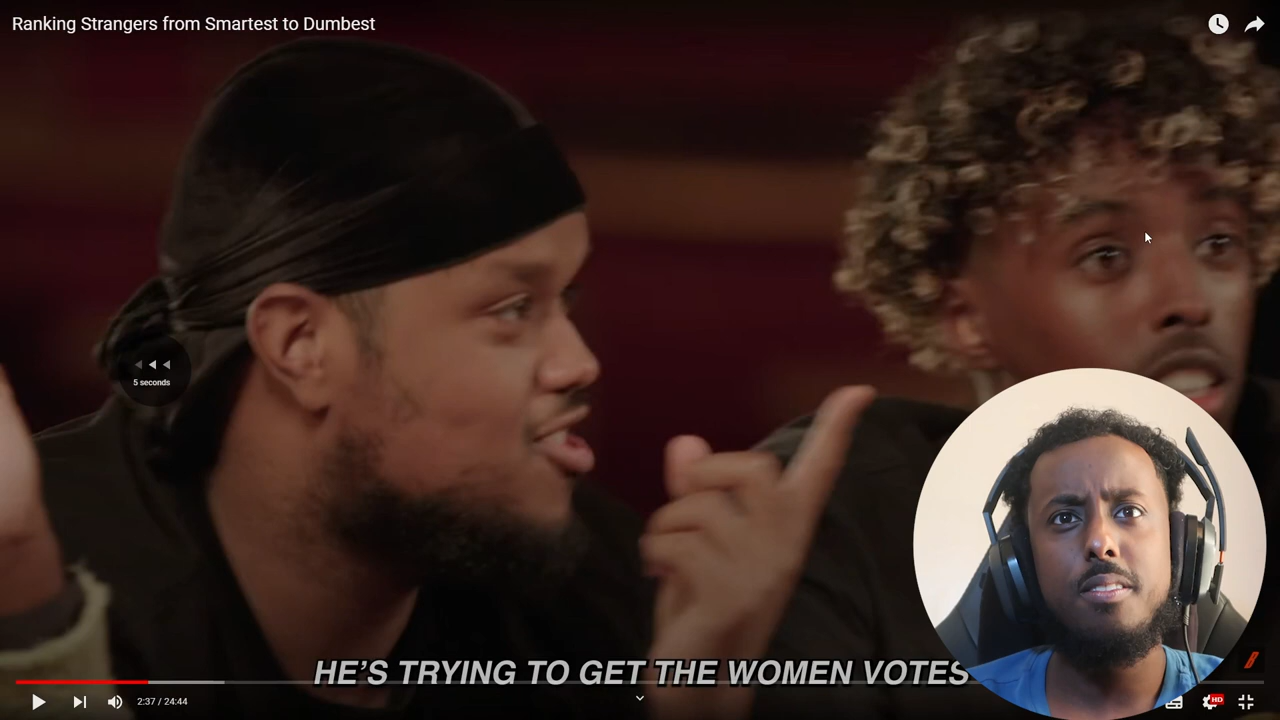 Ranking Strangers from Smartest to Dumbest
5 seconds
HE'S TRYING TO GET THE WOMEN VOTES
2:37 / 24:44
HD